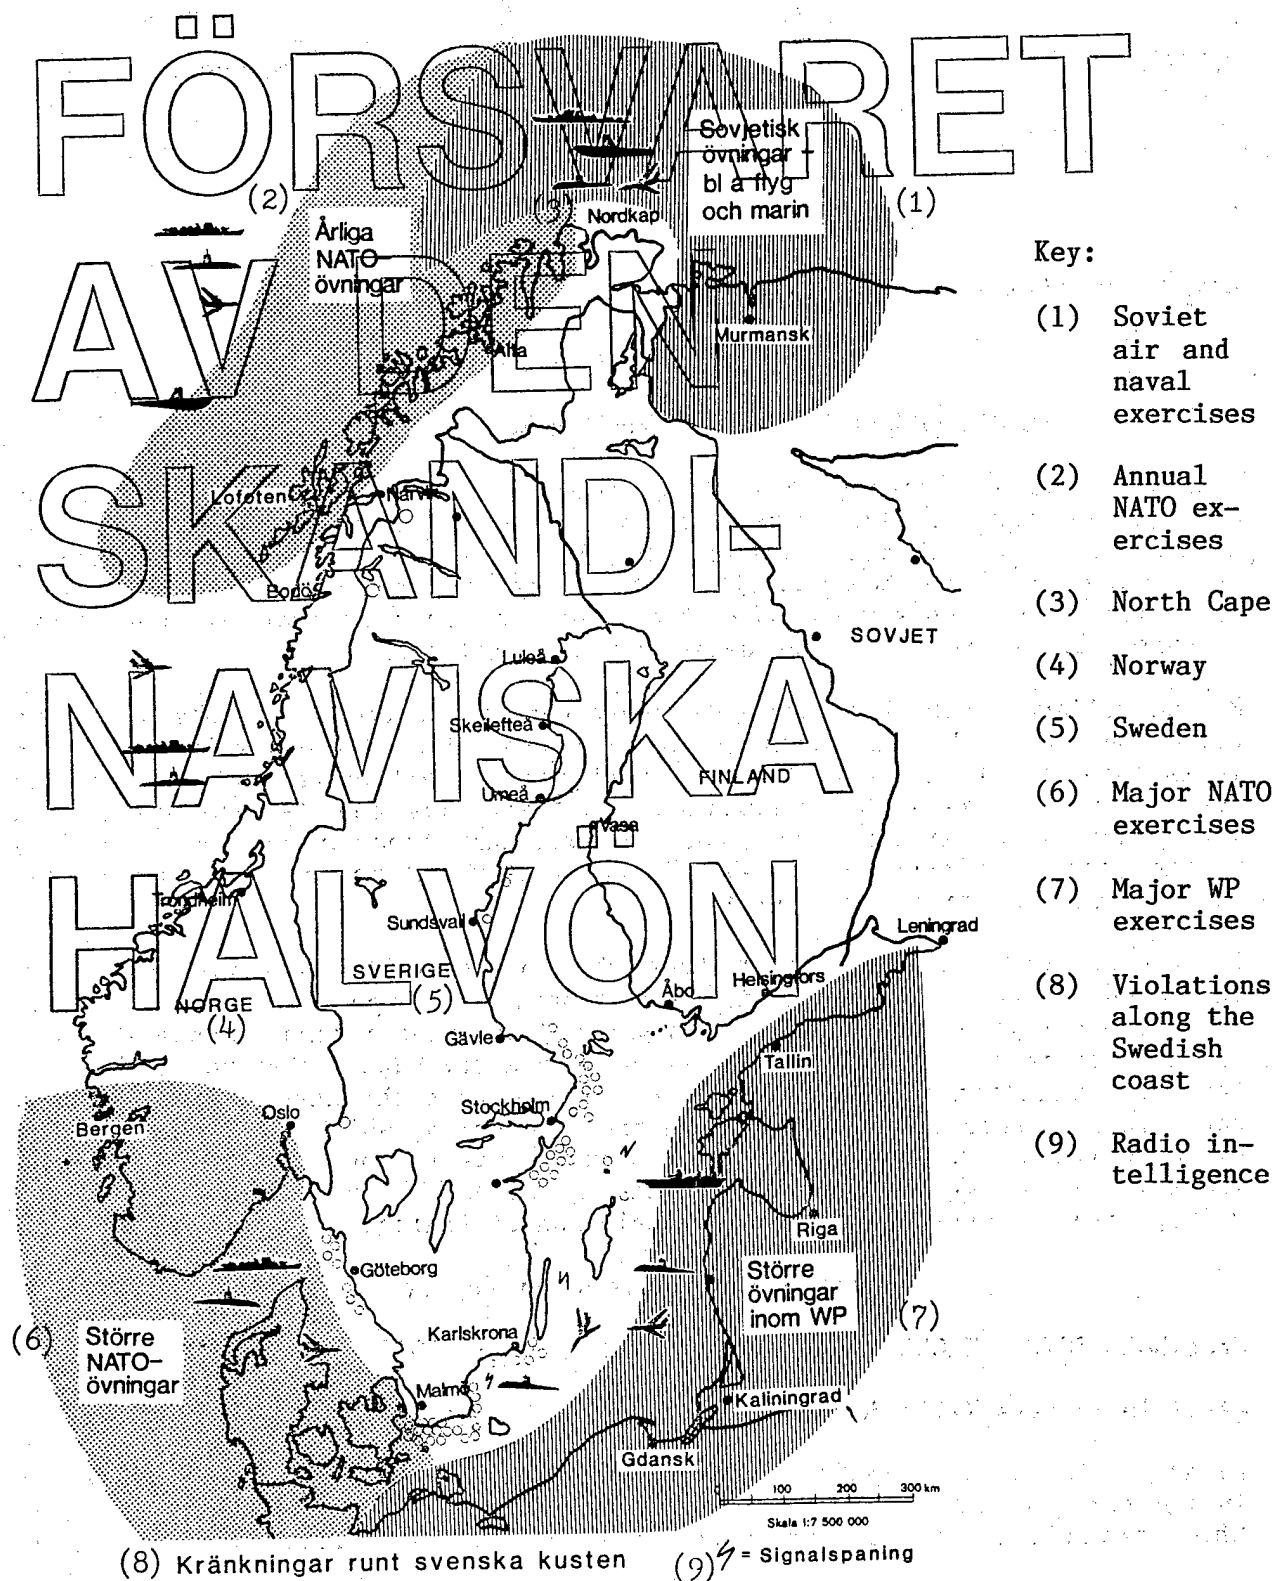 FÖRSVARET
AV DEN
SKANDI-
NAVISKA
HALVÖN
Sovjetisk
övningar
bl a flyg
och marin
(1)
(2)
Årliga
NATO
övningar
(3)
Nordkap
Murmansk
Alta
Lofoten
Narvik
Bodö
SOVJET
Luleå
Skellefteå
FINLAND
Umeå
Vasa
Trondheim
Sundsvall
Leningrad
SVERIGE
(5)
Helsingfors
Åbo
NORGE
(4)
Gävle
Tallin
Oslo
Stockholm
Bergen
Riga
Göteborg
Större
övningar
inom WP
(7)
(6)
Större
NATO-
övningar
Karlskrona
Malmö
Kaliningrad
Gdansk
100 200 300 km
Skala 1:7 500 000
(8) Kränkningar runt svenska kusten
(9) = Signalspaning
Key:
(1) Soviet
air and
naval
exercises
(2) Annual
NATO ex-
ercises
(3) North Cape
(4) Norway
(5) Sweden
(6) Major NATO
exercises
(7) Major WP
exercises
(8) Violations
along the
Swedish
coast
(9) Radio in-
telligence